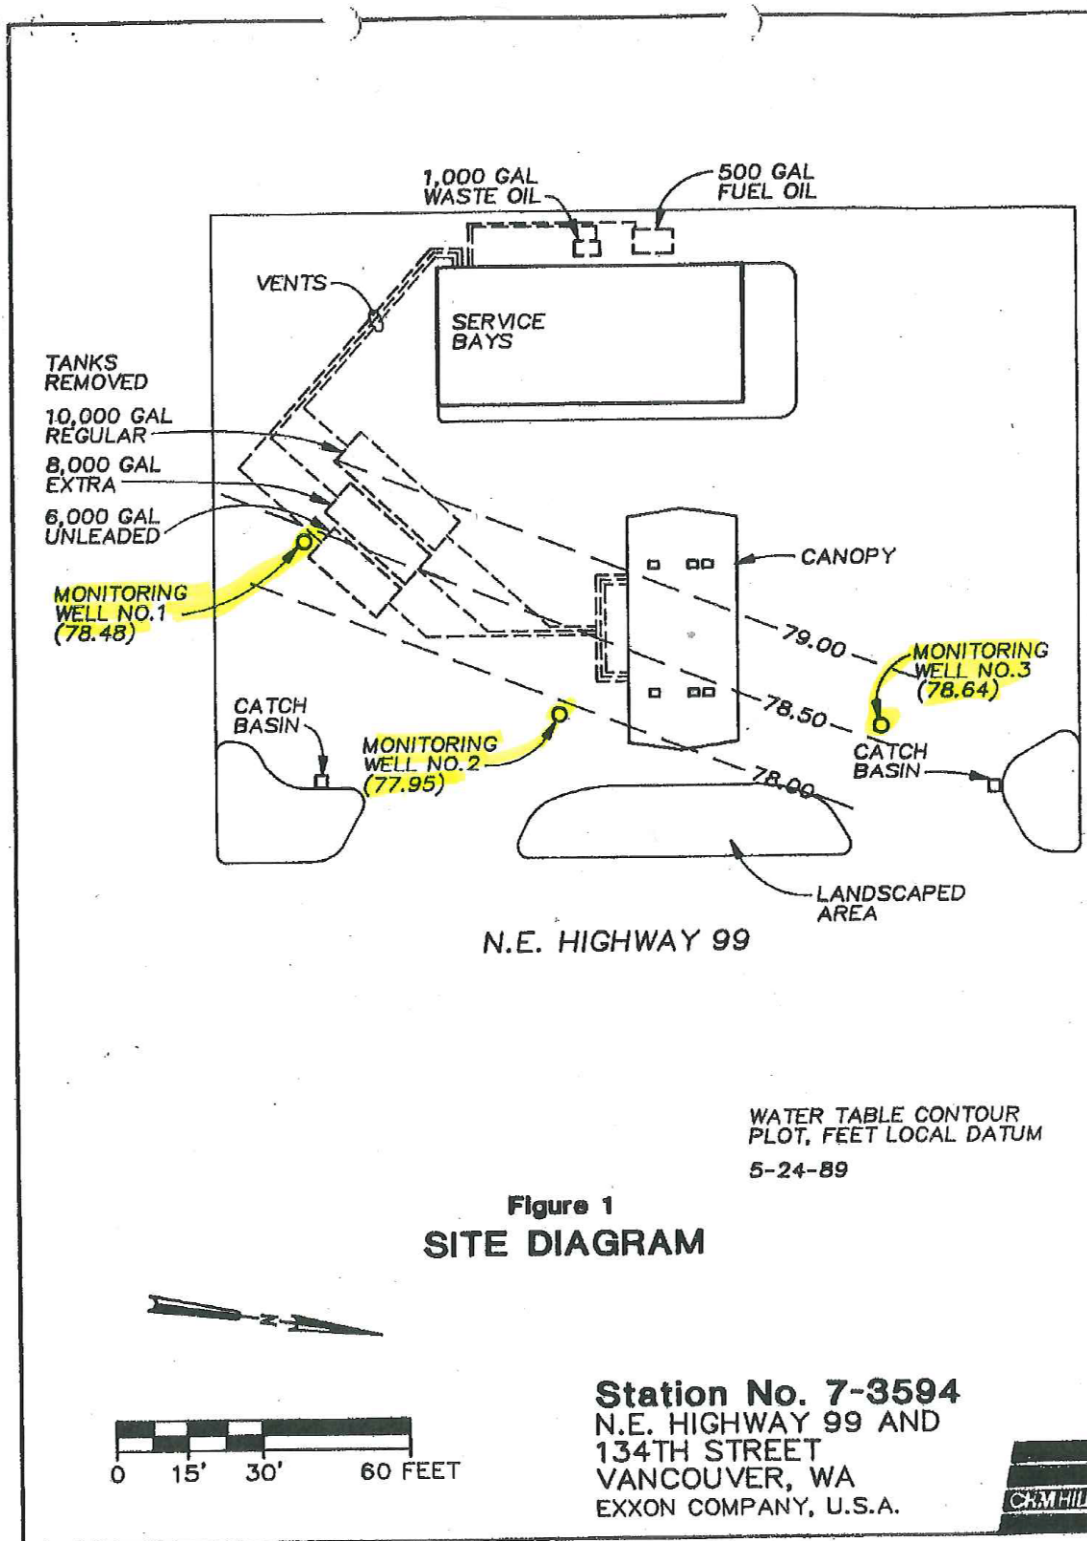 1,000 GAL
WASTE OIL
500 GAL
FUEL OIL
VENTS
SERVICE
BAYS
TANKS
REMOVED
10,000 GAL
REGULAR
8,000 GAL
EXTRA
6,000 GAL
UNLEADED
CANOPY
MONITORING
WELL NO.1
(78.48)
79.00
MONITORING
WELL NO.3
(78.64)
CATCH
BASIN
78.50
MONITORING
WELL NO.2
(77.95)
CATCH
BASIN
78.00
LANDSCAPED
AREA
N.E. HIGHWAY 99
WATER TABLE CONTOUR
PLOT, FEET LOCAL DATUM
5-24-89
Figure 1
SITE DIAGRAM
N
Station No. 7-3594
N.E. HIGHWAY 99 AND
134TH STREET
VANCOUVER, WA
EXXON COMPANY, U.S.A.
0 15' 30' 60 FEET